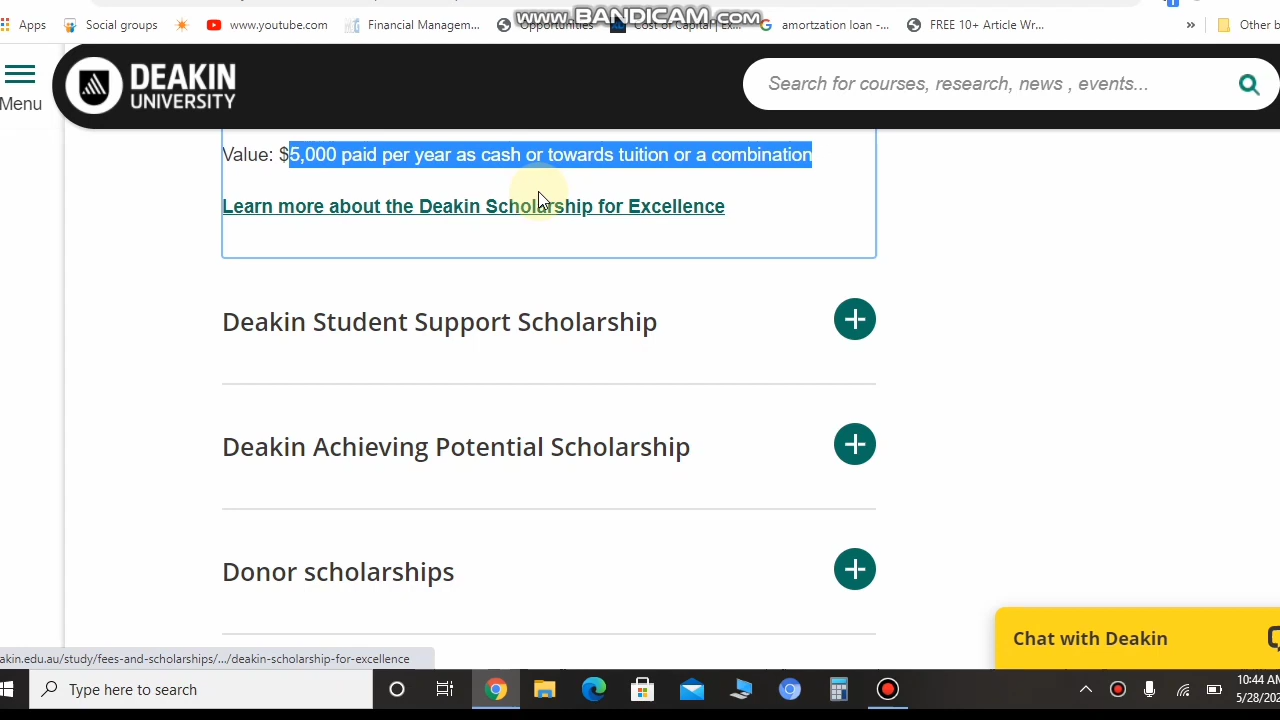 www.BANDICAM.com
Apps Social groups www.youtube.com Financial Managem... Opportunities Cost of Capital | Ex... amortzation loan -... FREE 10+ Article Wr... » Other b
Menu
DEAKIN
UNIVERSITY
Search for courses, research, news , events...
Value: $5,000 paid per year as cash or towards tuition or a combination
Learn more about the Deakin Scholarship for Excellence
Deakin Student Support Scholarship
Deakin Achieving Potential Scholarship
Donor scholarships
Chat with Deakin
akin.edu.au/study/fees-and-scholarships/.../deakin-scholarship-for-excellence
Type here to search
10:44 AM
5/28/202